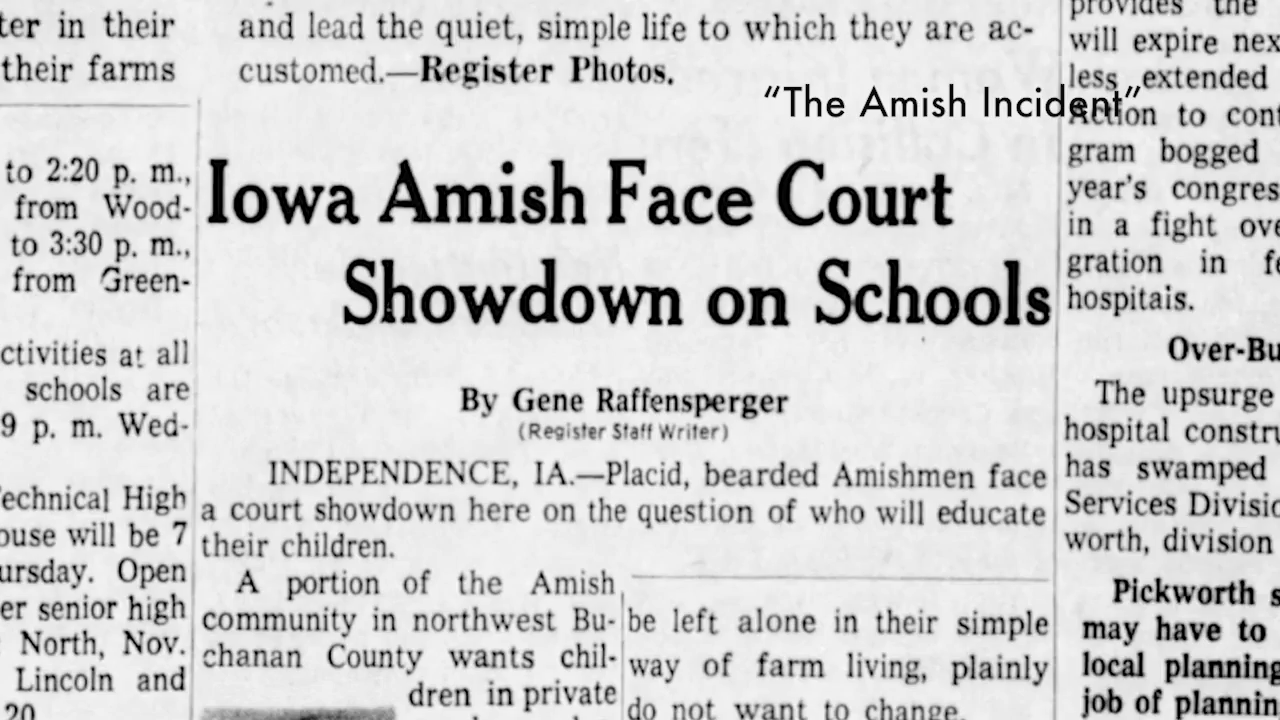 ter in their
their farms
to 2:20 p. m.,
from Wood-
to 3:30 p. m.,
from Green-
ctivities at all
schools are
9 p. m. Wed-
Technical High
ouse will be 7
ursday. Open
er senior high
North, Nov.
Lincoln and
20.
and lead the quiet, simple life to which they are ac-
customed.—Register Photos.
“The Amish Incident”
Iowa Amish Face Court
Showdown on Schools
By Gene Raffensperger
(Register Staff Writer)
INDEPENDENCE, IA.—Placid, bearded Amishmen face
a court showdown here on the question of who will educate
their children.
A portion of the Amish
community in northwest Bu-
chanan County wants chil-
dren in private
be left alone in their simple
way of farm living, plainly
do not want to change.
provides the
will expire nex
less extended
Action to cont
gram bogged
year's congres
in a fight ove
gration in fe
hospitals.
Over-Bu
The upsurge
hospital constru
has swamped
Services Divisio
worth, division
Pickworth s
may have to
local planning
job of plannin